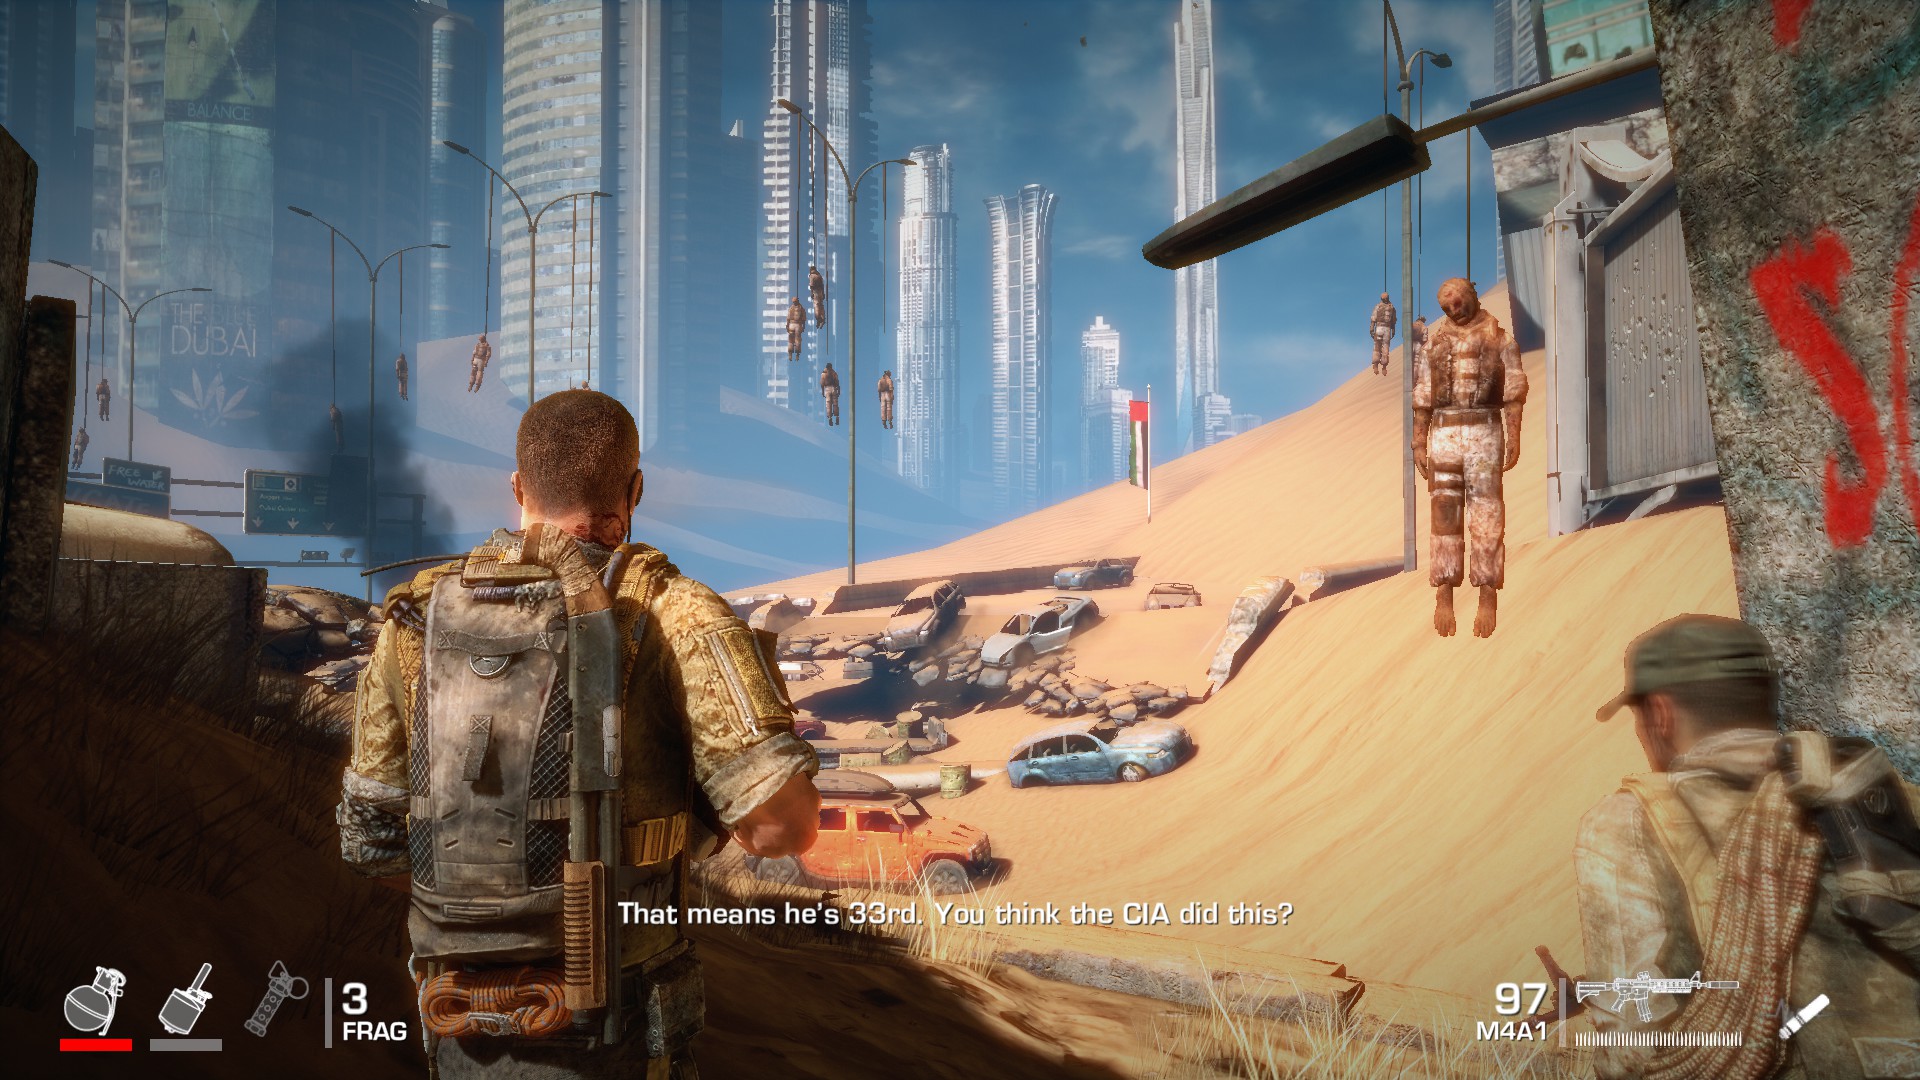 BALANCE
THE BLUE
DUBAI
FREE
WATER
That means he's 33rd. You think the CIA did this?
3
FRAG
97
M4A1